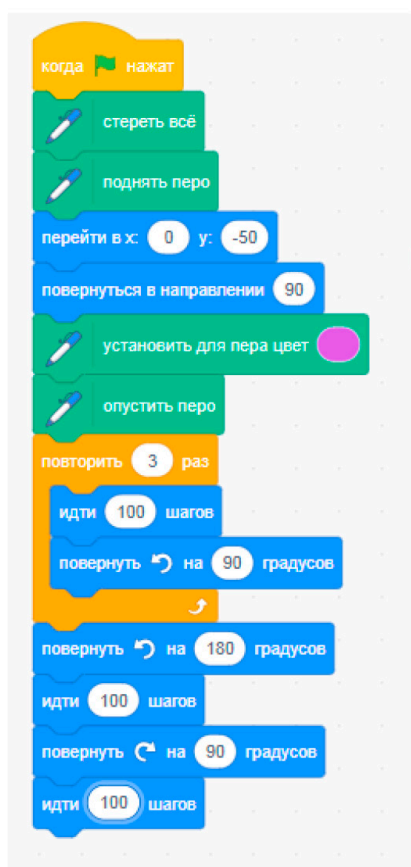 когда нажат
стереть всё
поднять перо
перейти в x: 0 y: -50
повернуться в направлении 90
установить для пера цвет
опустить перо
повторить 3 раз
идти 100 шагов
повернуть на 90 градусов
повернуть на 180 градусов
идти 100 шагов
повернуть на 90 градусов
идти 100 шагов